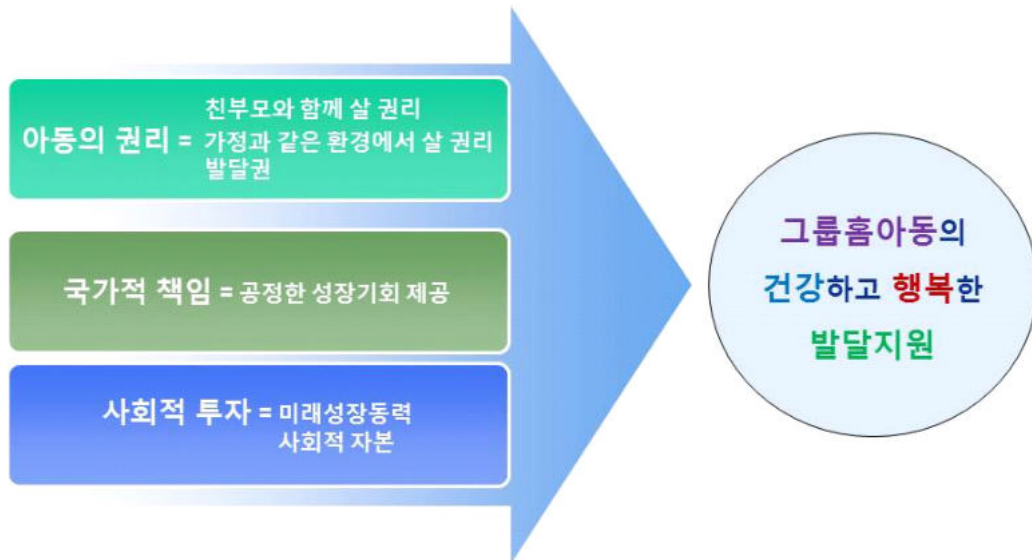 친부모와 함께 살 권리
아동의 권리 = 가정과 같은 환경에서 살 권리
발달권
국가적 책임 = 공정한 성장기회 제공
사회적 투자 = 미래성장동력
사회적 자본
그룹홈아동의
건강하고 행복한
발달지원